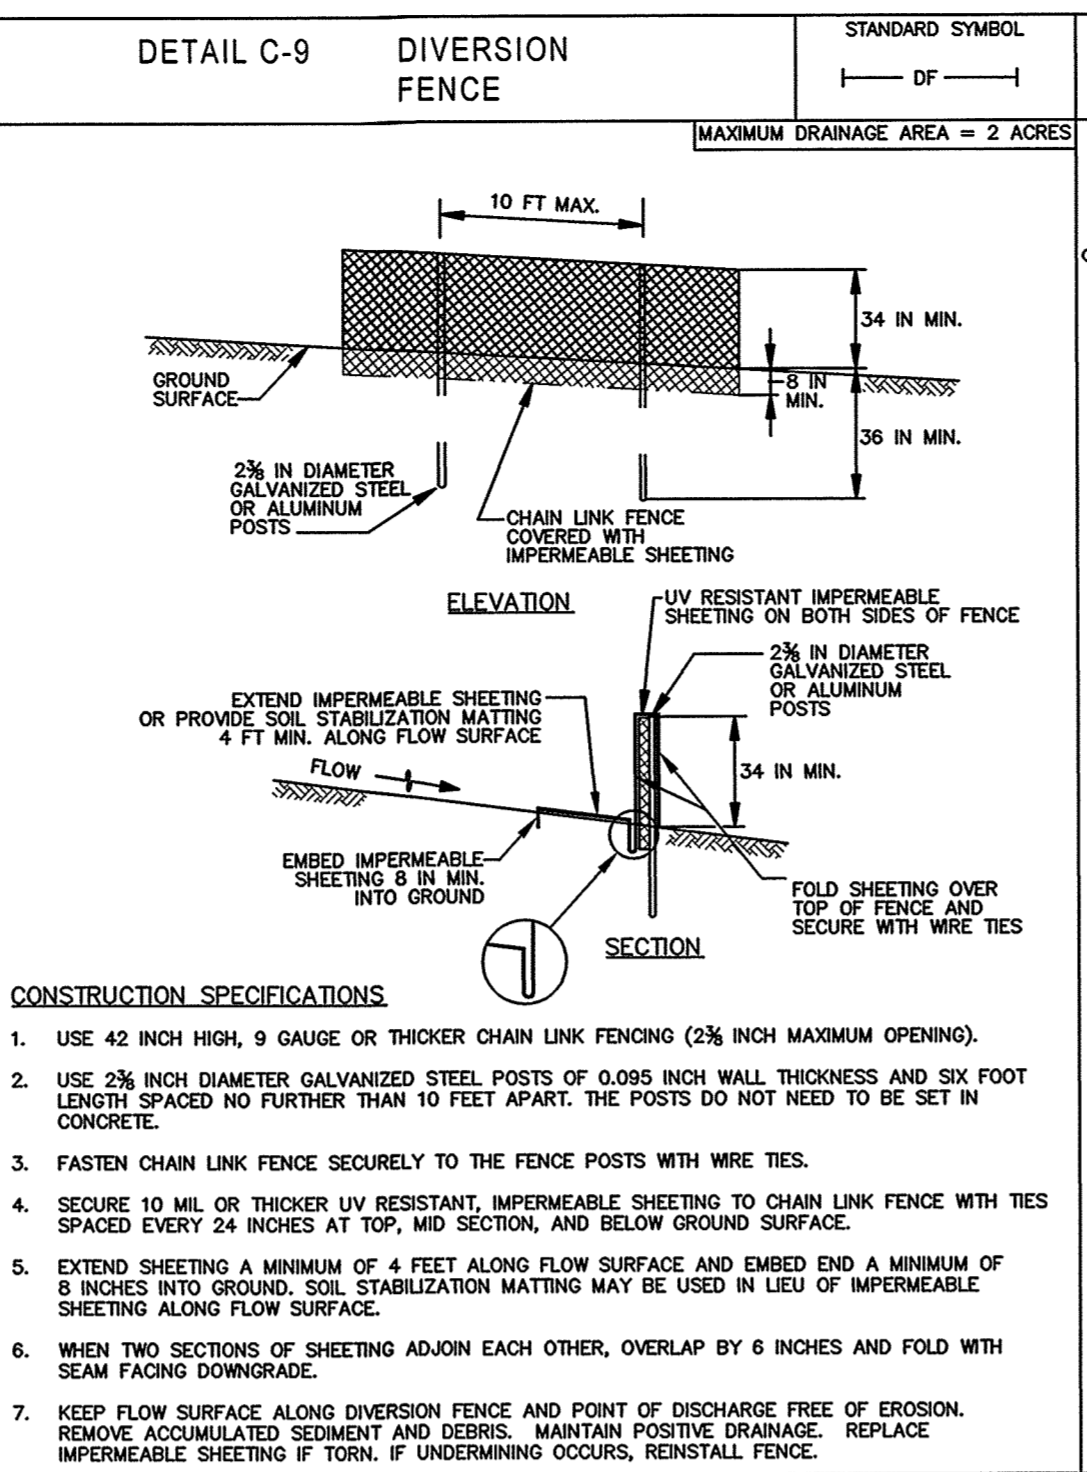 DETAIL C-9 DIVERSION
FENCE
STANDARD SYMBOL
DF
MAXIMUM DRAINAGE AREA = 2 ACRES
10 FT MAX.
34 IN MIN.
GROUND
SURFACE
8 IN
MIN.
36 IN MIN.
2⅜ IN DIAMETER
GALVANIZED STEEL
OR ALUMINUM
POSTS
CHAIN LINK FENCE
COVERED WITH
IMPERMEABLE SHEETING
ELEVATION
UV RESISTANT IMPERMEABLE
SHEETING ON BOTH SIDES OF FENCE
2⅜ IN DIAMETER
GALVANIZED STEEL
OR ALUMINUM
POSTS
EXTEND IMPERMEABLE SHEETING
OR PROVIDE SOIL STABILIZATION MATTING
4 FT MIN. ALONG FLOW SURFACE
FLOW
34 IN MIN.
EMBED IMPERMEABLE
SHEETING 8 IN MIN.
INTO GROUND
FOLD SHEETING OVER
TOP OF FENCE AND
SECURE WITH WIRE TIES
SECTION
CONSTRUCTION SPECIFICATIONS
1. USE 42 INCH HIGH, 9 GAUGE OR THICKER CHAIN LINK FENCING (2⅜ INCH MAXIMUM OPENING).
2. USE 2⅜ INCH DIAMETER GALVANIZED STEEL POSTS OF 0.095 INCH WALL THICKNESS AND SIX FOOT
LENGTH SPACED NO FURTHER THAN 10 FEET APART. THE POSTS DO NOT NEED TO BE SET IN
CONCRETE.
3. FASTEN CHAIN LINK FENCE SECURELY TO THE FENCE POSTS WITH WIRE TIES.
4. SECURE 10 MIL OR THICKER UV RESISTANT, IMPERMEABLE SHEETING TO CHAIN LINK FENCE WITH TIES
SPACED EVERY 24 INCHES AT TOP, MID SECTION, AND BELOW GROUND SURFACE.
5. EXTEND SHEETING A MINIMUM OF 4 FEET ALONG FLOW SURFACE AND EMBED END A MINIMUM OF
8 INCHES INTO GROUND. SOIL STABILIZATION MATTING MAY BE USED IN LIEU OF IMPERMEABLE
SHEETING ALONG FLOW SURFACE.
6. WHEN TWO SECTIONS OF SHEETING ADJOIN EACH OTHER, OVERLAP BY 6 INCHES AND FOLD WITH
SEAM FACING DOWNGRADE.
7. KEEP FLOW SURFACE ALONG DIVERSION FENCE AND POINT OF DISCHARGE FREE OF EROSION.
REMOVE ACCUMULATED SEDIMENT AND DEBRIS. MAINTAIN POSITIVE DRAINAGE. REPLACE
IMPERMEABLE SHEETING IF TORN. IF UNDERMINING OCCURS, REINSTALL FENCE.